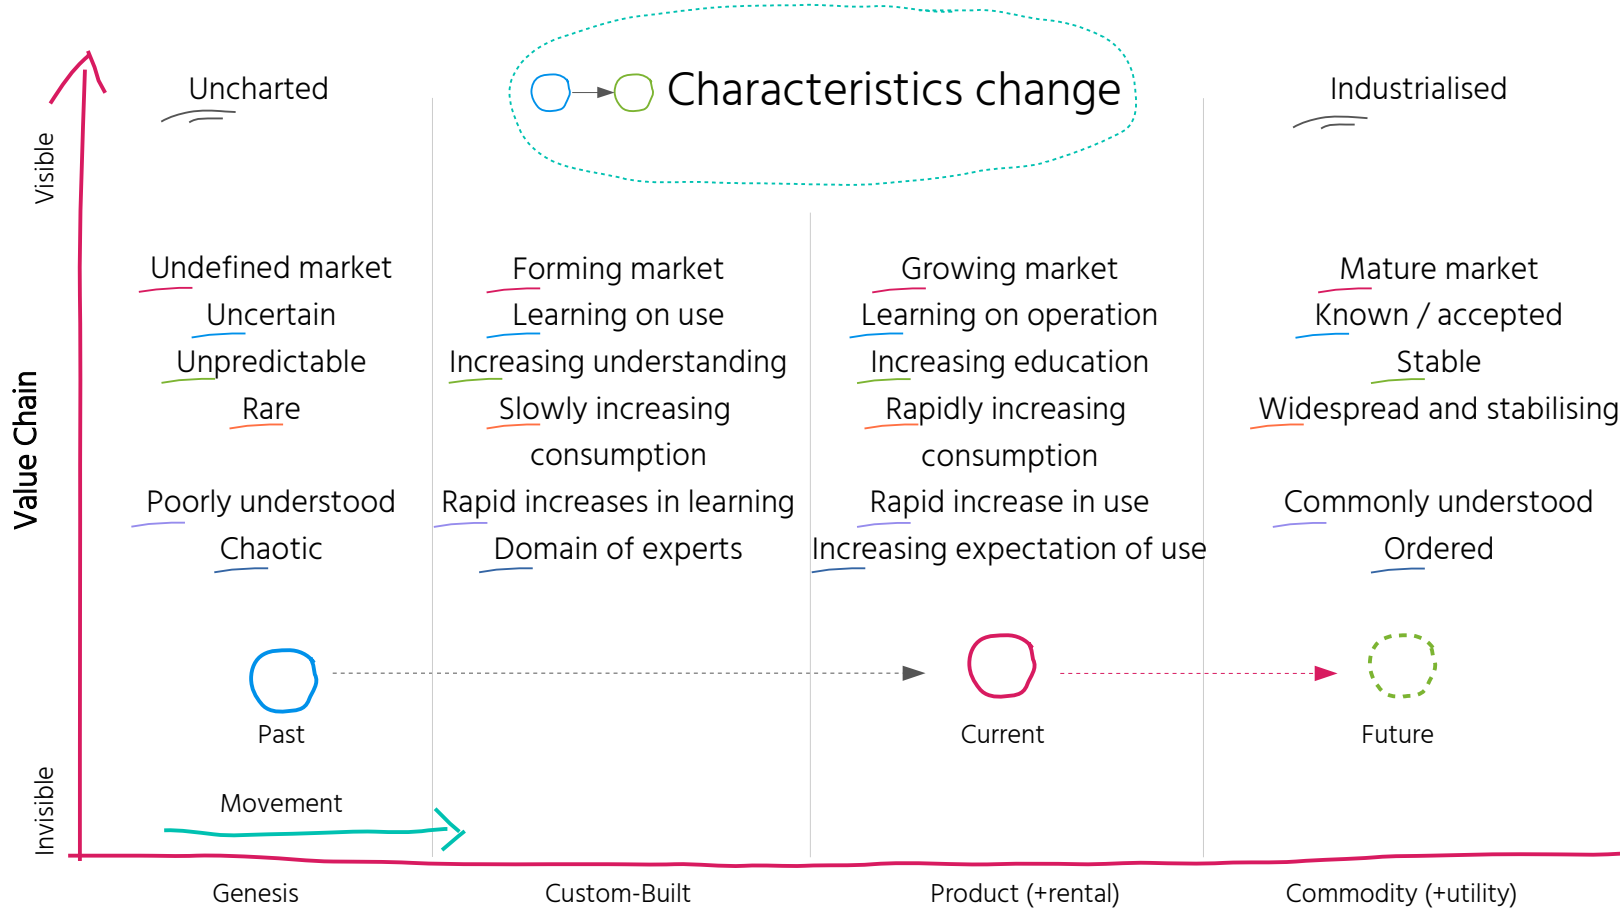 Characteristics change
Uncharted
Industrialised
Visible
Value Chain
Invisible
Undefined market
Uncertain
Unpredictable
Rare
Poorly understood
Chaotic
Forming market
Learning on use
Increasing understanding
Slowly increasing
consumption
Rapid increases in learning
Domain of experts
Growing market
Learning on operation
Increasing education
Rapidly increasing
consumption
Rapid increase in use
Increasing expectation of use
Mature market
Known / accepted
Stable
Widespread and stabilising
Commonly understood
Ordered
Past
Current
Future
Movement
Genesis
Custom-Built
Product (+rental)
Commodity (+utility)